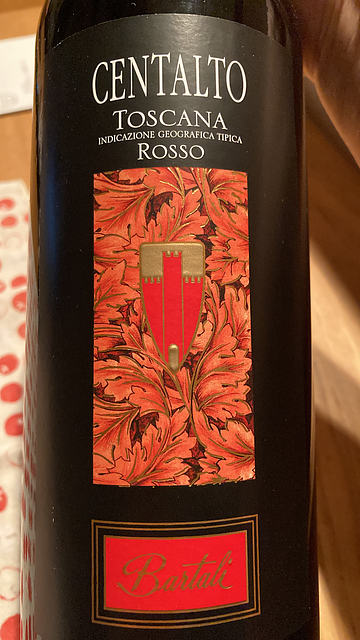 CENTALTO
TOSCANA
INDICAZIONE GEOGRAFICA TIPICA
ROSSO
Bartali